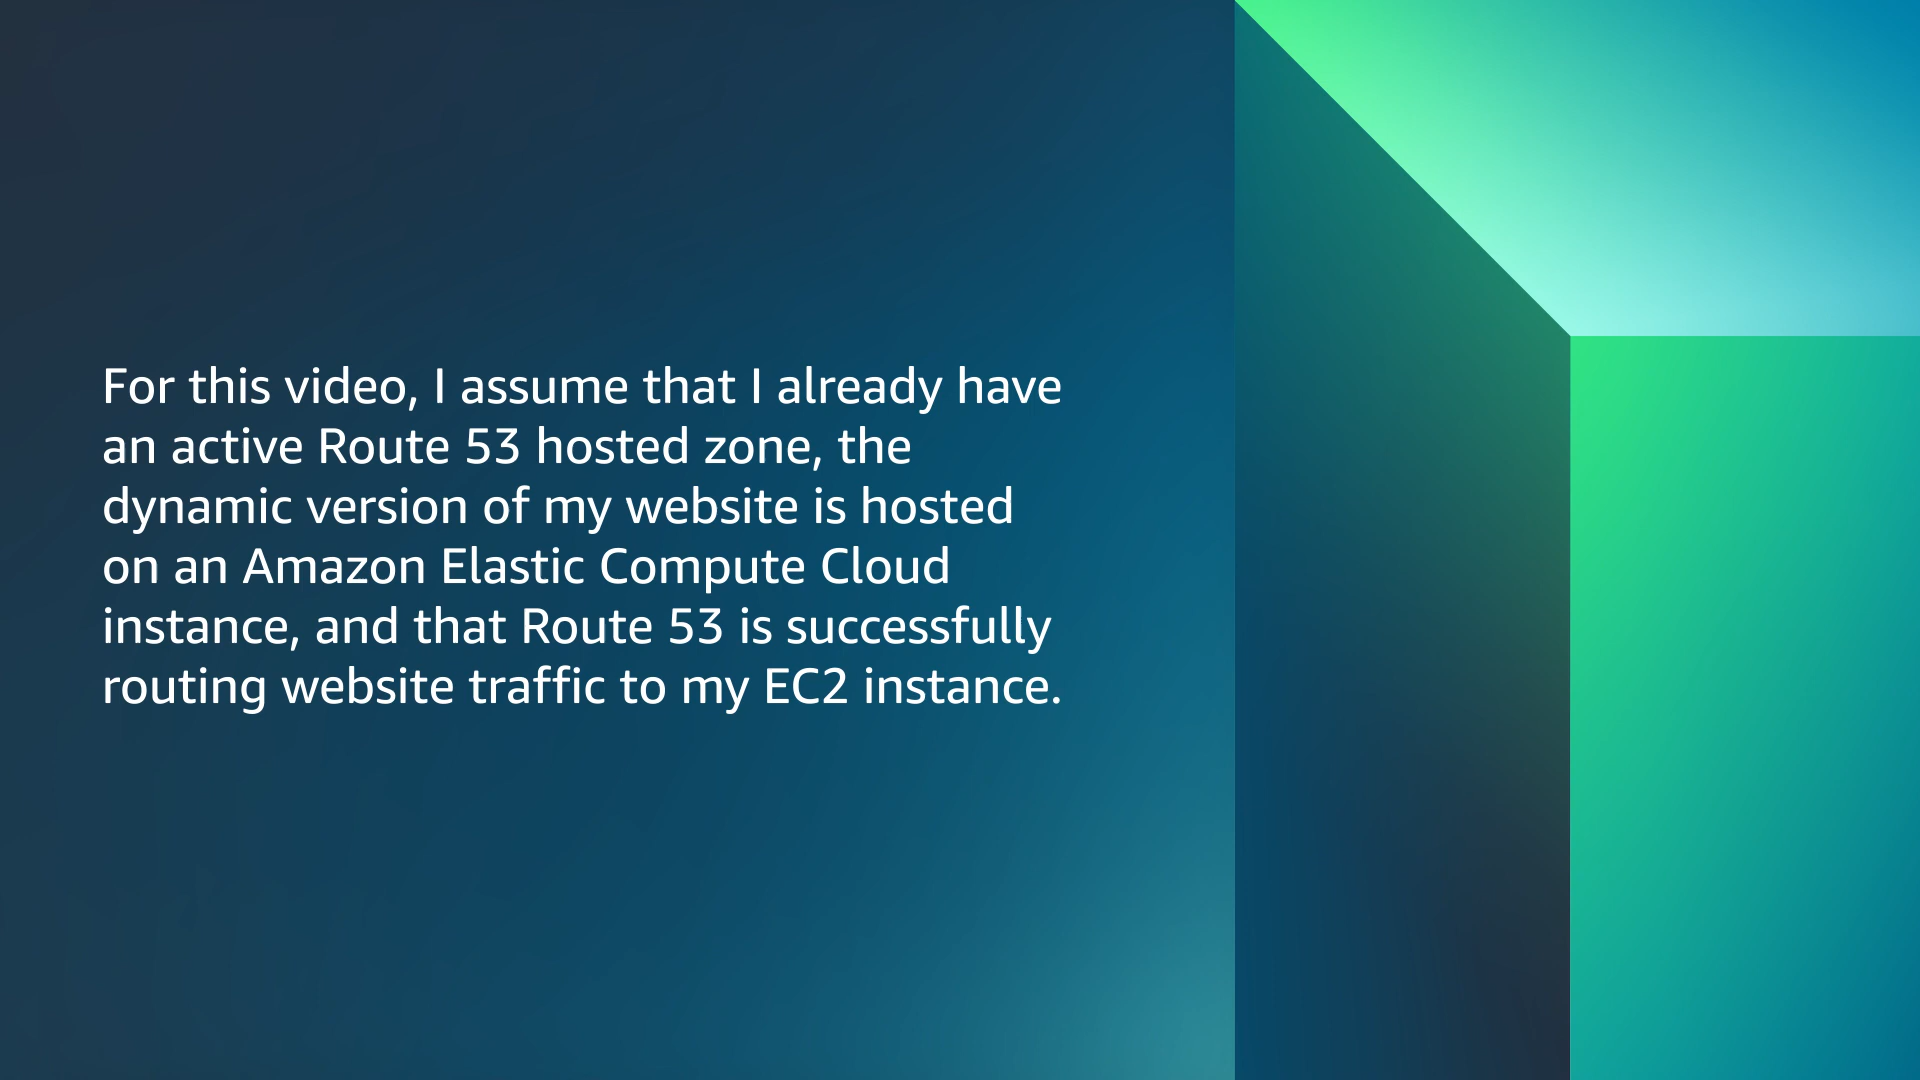 For this video, I assume that I already have
an active Route 53 hosted zone, the
dynamic version of my website is hosted
on an Amazon Elastic Compute Cloud
instance, and that Route 53 is successfully
routing website traffic to my EC2 instance.